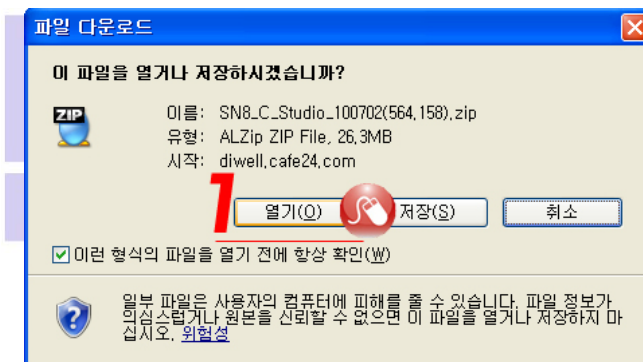 파일 다운로드
이 파일을 열거나 저장하시겠습니까?
ZIP
이름: SN8_C_Studio_100702(564,158).zip
유형: ALZip ZIP File, 26,3MB
시작: diwell.cafe24.com
1
열기(O) 저장(S) 취소
이런 형식의 파일을 열기 전에 항상 확인(W)
일부 파일은 사용자의 컴퓨터에 피해를 줄 수 있습니다. 파일 정보가
의심스럽거나 원본을 신뢰할 수 없으면 이 파일을 열거나 저장하지 마
십시오. 위험성